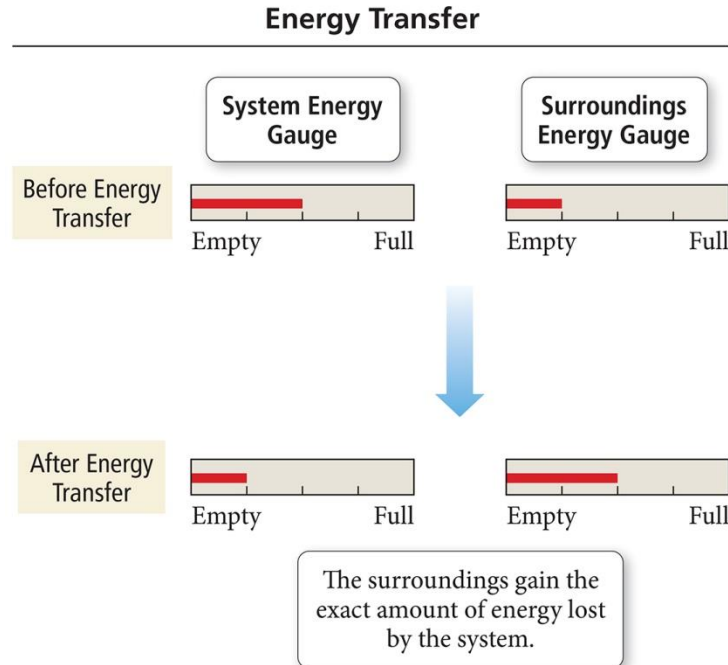 Energy Transfer
System Energy
Gauge
Surroundings
Energy Gauge
Before Energy
Transfer
Empty Full
Empty Full
After Energy
Transfer
Empty Full
Empty Full
The surroundings gain the
exact amount of energy lost
by the system.